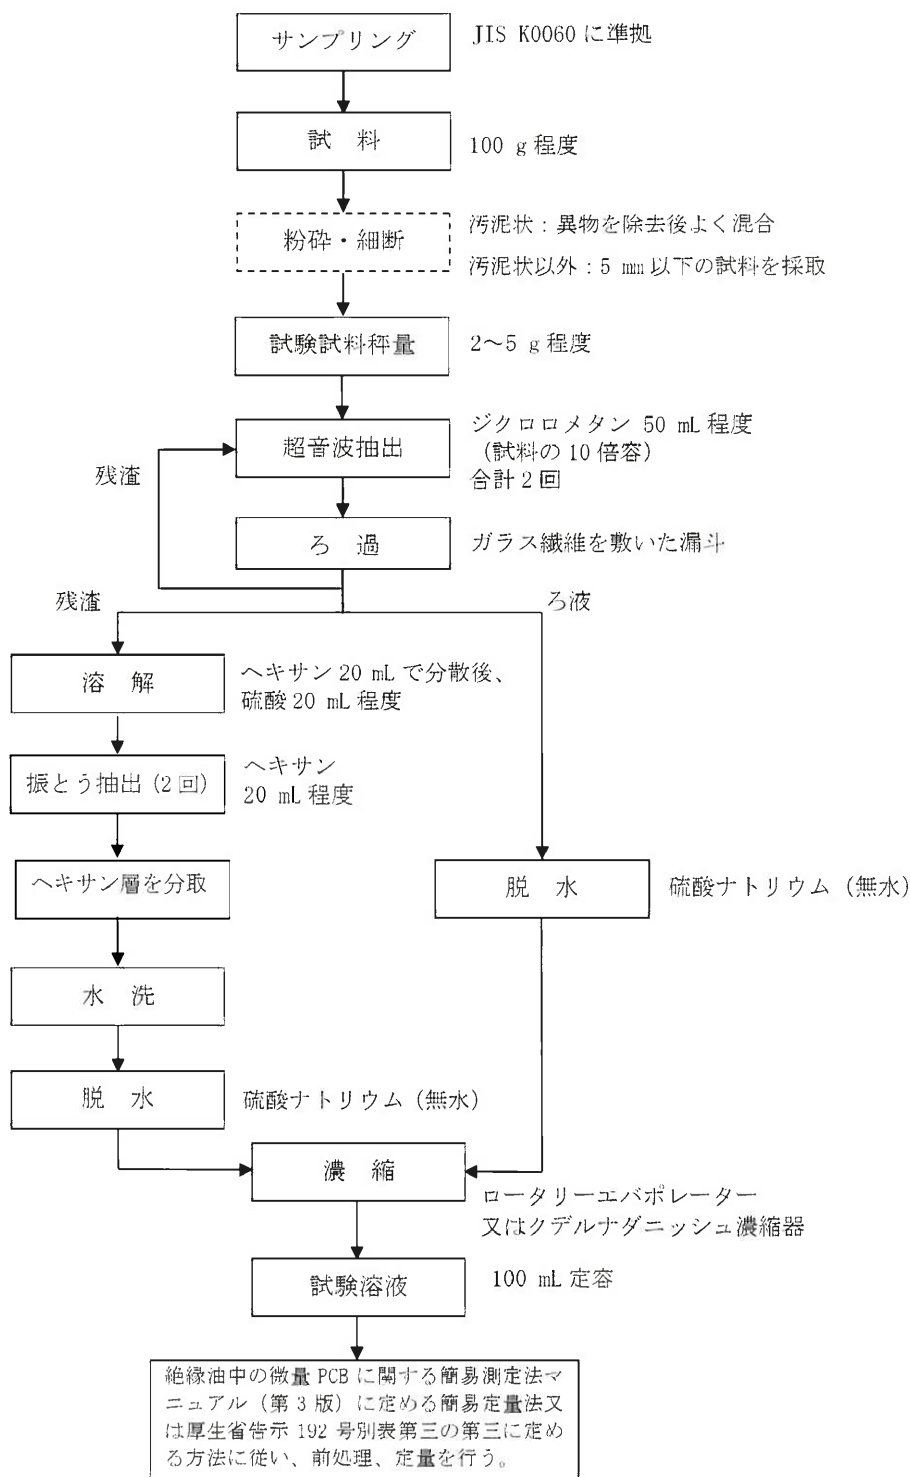 サンプリング
JIS K0060 に準拠
試　料
100 g 程度
粉砕・細断
汚泥状：異物を除去後よく混合
汚泥状以外：5 mm 以下の試料を採取
試験試料秤量
2～5 g 程度
超音波抽出
ジクロロメタン 50 mL 程度
（試料の 10 倍容）
合計 2 回
残渣
ろ　過
ガラス繊維を敷いた漏斗
残渣
ろ液
溶　解
ヘキサン 20 mL で分散後、
硫酸 20 mL 程度
振とう抽出 (2 回)
ヘキサン
20 mL 程度
ヘキサン層を分取
脱　水
硫酸ナトリウム（無水）
水　洗
脱　水
硫酸ナトリウム（無水）
濃　縮
ロータリーエバポレーター
又はクデルナダニッシュ濃縮器
試験溶液
100 mL 定容
絶縁油中の微量 PCB に関する簡易測定法マ
ニュアル（第 3 版）に定める簡易定量法又
は厚生省告示 192 号別表第三の第三に定め
る方法に従い、前処理、定量を行う。